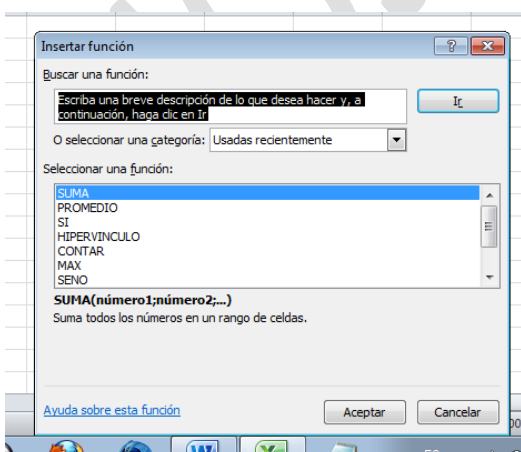 Insertar función
Buscar una función:
Escriba una breve descripción de lo que desea hacer y, a
continuación, haga clic en Ir
Ir
O seleccionar una categoría: Usadas recientemente
Seleccionar una función:
SUMA
PROMEDIO
SI
HIPERVINCULO
CONTAR
MAX
SENO
SUMA(número1;número2;...)
Suma todos los números en un rango de celdas.
Ayuda sobre esta función
Aceptar
Cancelar